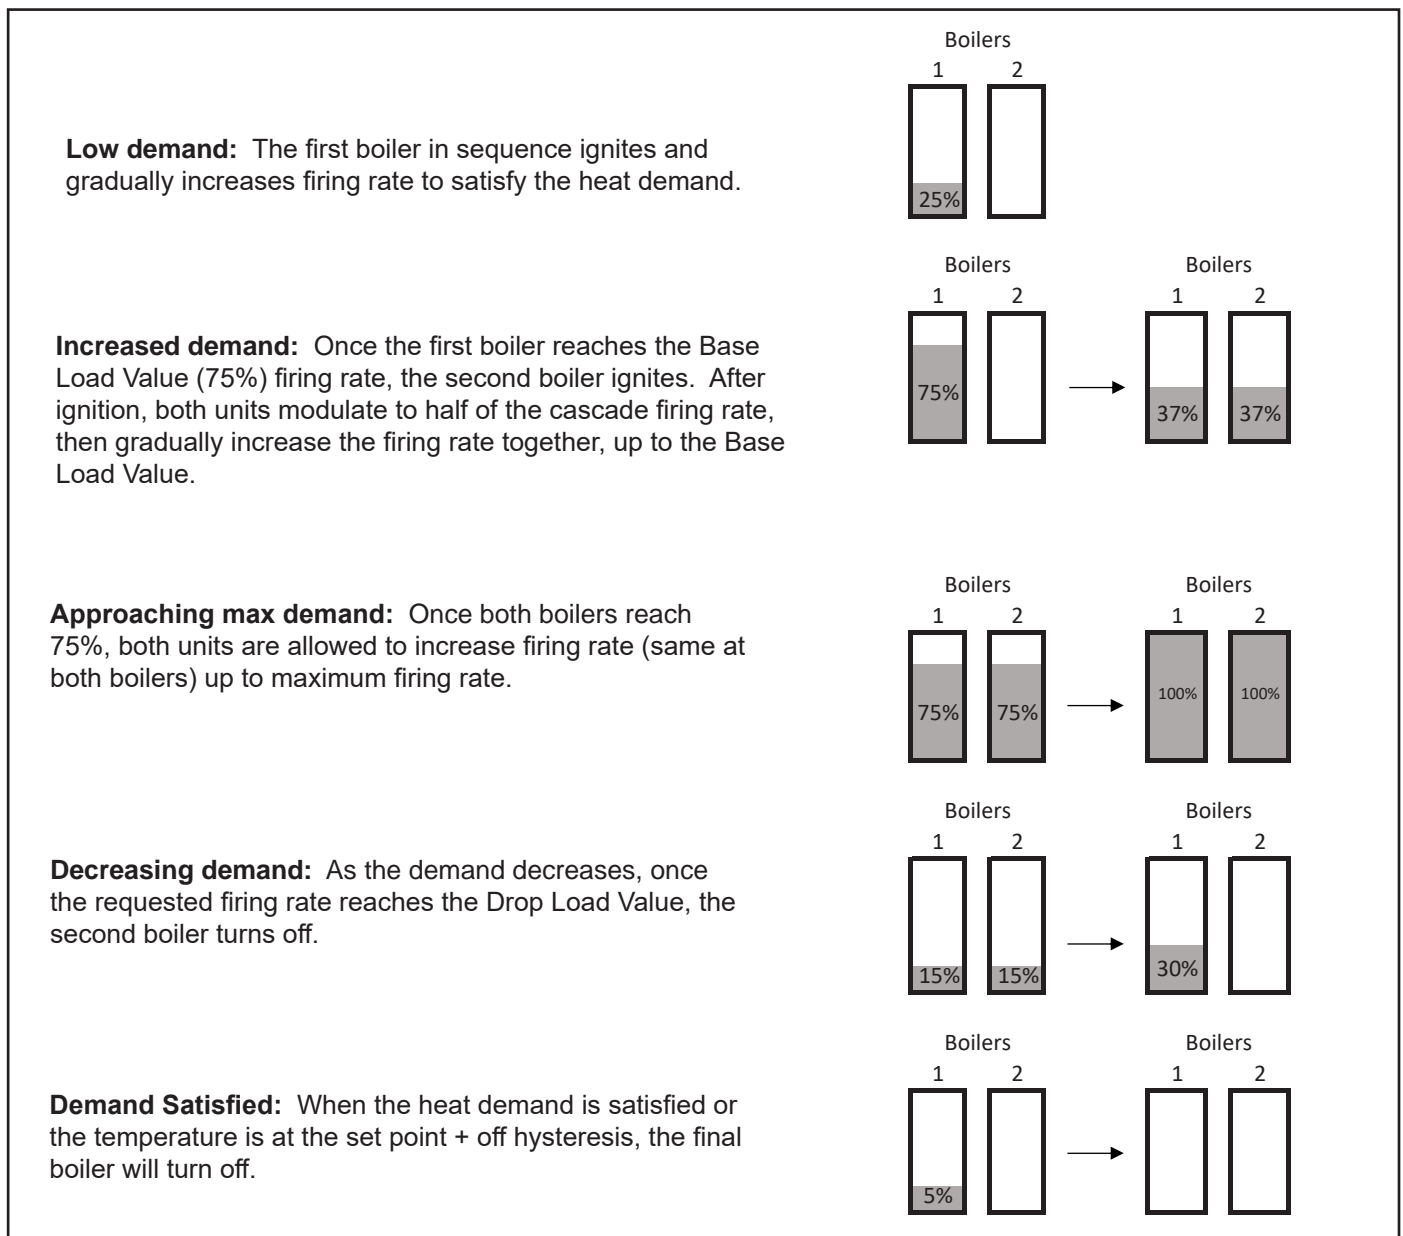 Boilers
1 2
Low demand: The first boiler in sequence ignites and
gradually increases firing rate to satisfy the heat demand.
25%
Boilers Boilers
1 2 1 2
Increased demand: Once the first boiler reaches the Base
Load Value (75%) firing rate, the second boiler ignites. After
ignition, both units modulate to half of the cascade firing rate,
then gradually increase the firing rate together, up to the Base
Load Value.
75% 37% 37%
Boilers Boilers
1 2 1 2
Approaching max demand: Once both boilers reach
75%, both units are allowed to increase firing rate (same at
both boilers) up to maximum firing rate.
75% 75% 100% 100%
Boilers Boilers
1 2 1 2
Decreasing demand: As the demand decreases, once
the requested firing rate reaches the Drop Load Value, the
second boiler turns off.
15% 15% 30%
Boilers Boilers
1 2 1 2
Demand Satisfied: When the heat demand is satisfied or
the temperature is at the set point + off hysteresis, the final
boiler will turn off.
5%